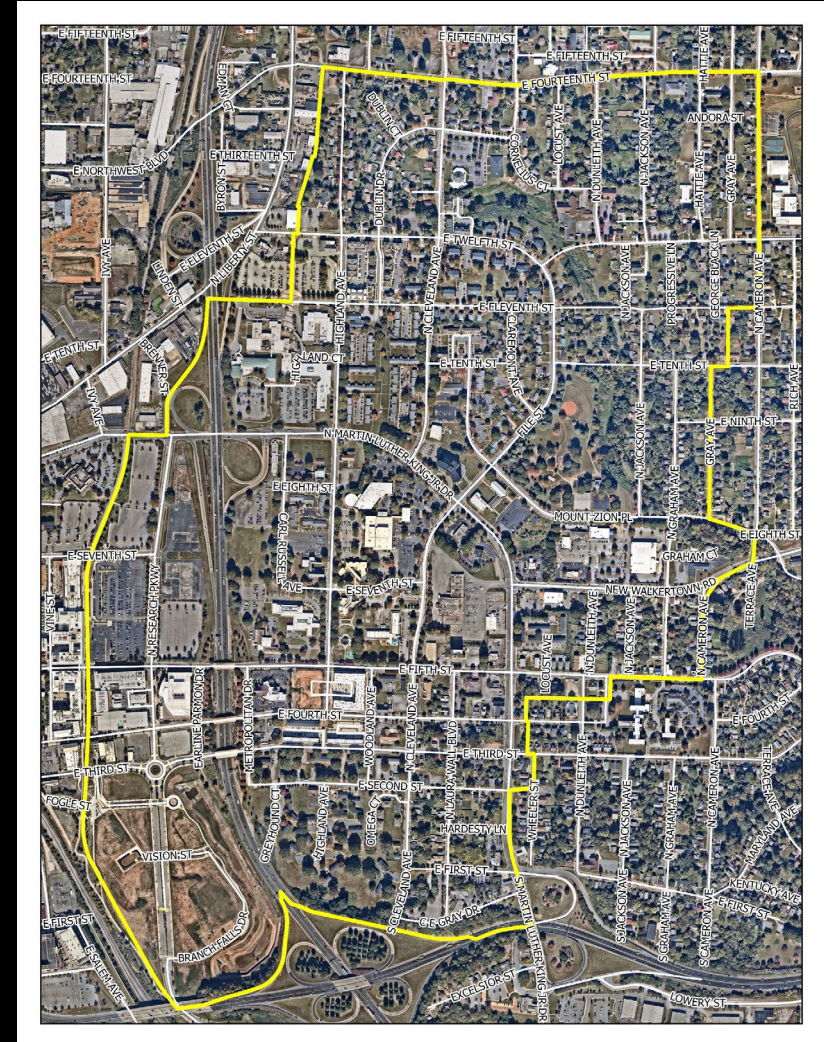 E FIFTEENTH ST
E FIFTEENTH ST
E FIFTEENTH ST
HATTIE AVE
E FOURTEENTH ST
EDWIN CT
E FOURTEENTH ST
DUBLIN CT
ANDORA ST
CORNELIUS CT
LOCUST AVE
N DUNLEITH AVE
N JACKSON AVE
E THIRTEENTH ST
E NORTHWEST BLVD
BYRON ST
DUBLIN DR
HATTIE AVE
GRAY AVE
E ELEVENTH ST
N LIBERTY ST
E TWELFTH ST
IVY AVE
LINDEN ST
HIGHLAND AVE
N CLEVELAND AVE
N JACKSON AVE
PROGRESSIVE LN
GEORGE BLACK LN
N CAMERON AVE
E ELEVENTH ST
CLAREMONT AVE
E TENTH ST
BRENNER ST
HIGHLAND CT
E TENTH ST
E TENTH ST
IVY AVE
RICH AVE
FILE ST
E NINTH ST
N MARTIN LUTHER KING JR DR
N JACKSON AVE
GRAY AVE
E EIGHTH ST
N GRAHAM AVE
MOUNT ZION PL
E EIGHTH ST
CARL RUSSELL AVE
E SEVENTH ST
GRAHAM CT
E SEVENTH ST
NEW WALKERTOWN RD
N RESEARCH PKWY
VINE ST
TERRACE AVE
N CAMERON AVE
N DUNLEITH AVE
N JACKSON AVE
LOCUST AVE
E FIFTH ST
EARLINE PARMON DR
METROPOLITAN DR
E FOURTH ST
WOODLAND AVE
N CLEVELAND AVE
N LAURA WALL BLVD
E FOURTH ST
E THIRD ST
E THIRD ST
N DUNLEITH AVE
TERRACE AVE
E SECOND ST
FOGLE ST
GREYHOUND CT
HIGHLAND AVE
OMEGA CT
HARDESTY LN
WHEELER ST
N JACKSON AVE
N GRAHAM AVE
N CAMERON AVE
MARYLAND AVE
VISION ST
E FIRST ST
KENTUCKY AVE
E FIRST ST
E FIRST ST
S CLEVELAND AVE
C E GRAY DR
S MARTIN LUTHER KING JR DR
S JACKSON AVE
S GRAHAM AVE
S CAMERON AVE
BRANCH FALLS DR
E SALEM AVE
EXCELSIOR ST
LOWERY ST